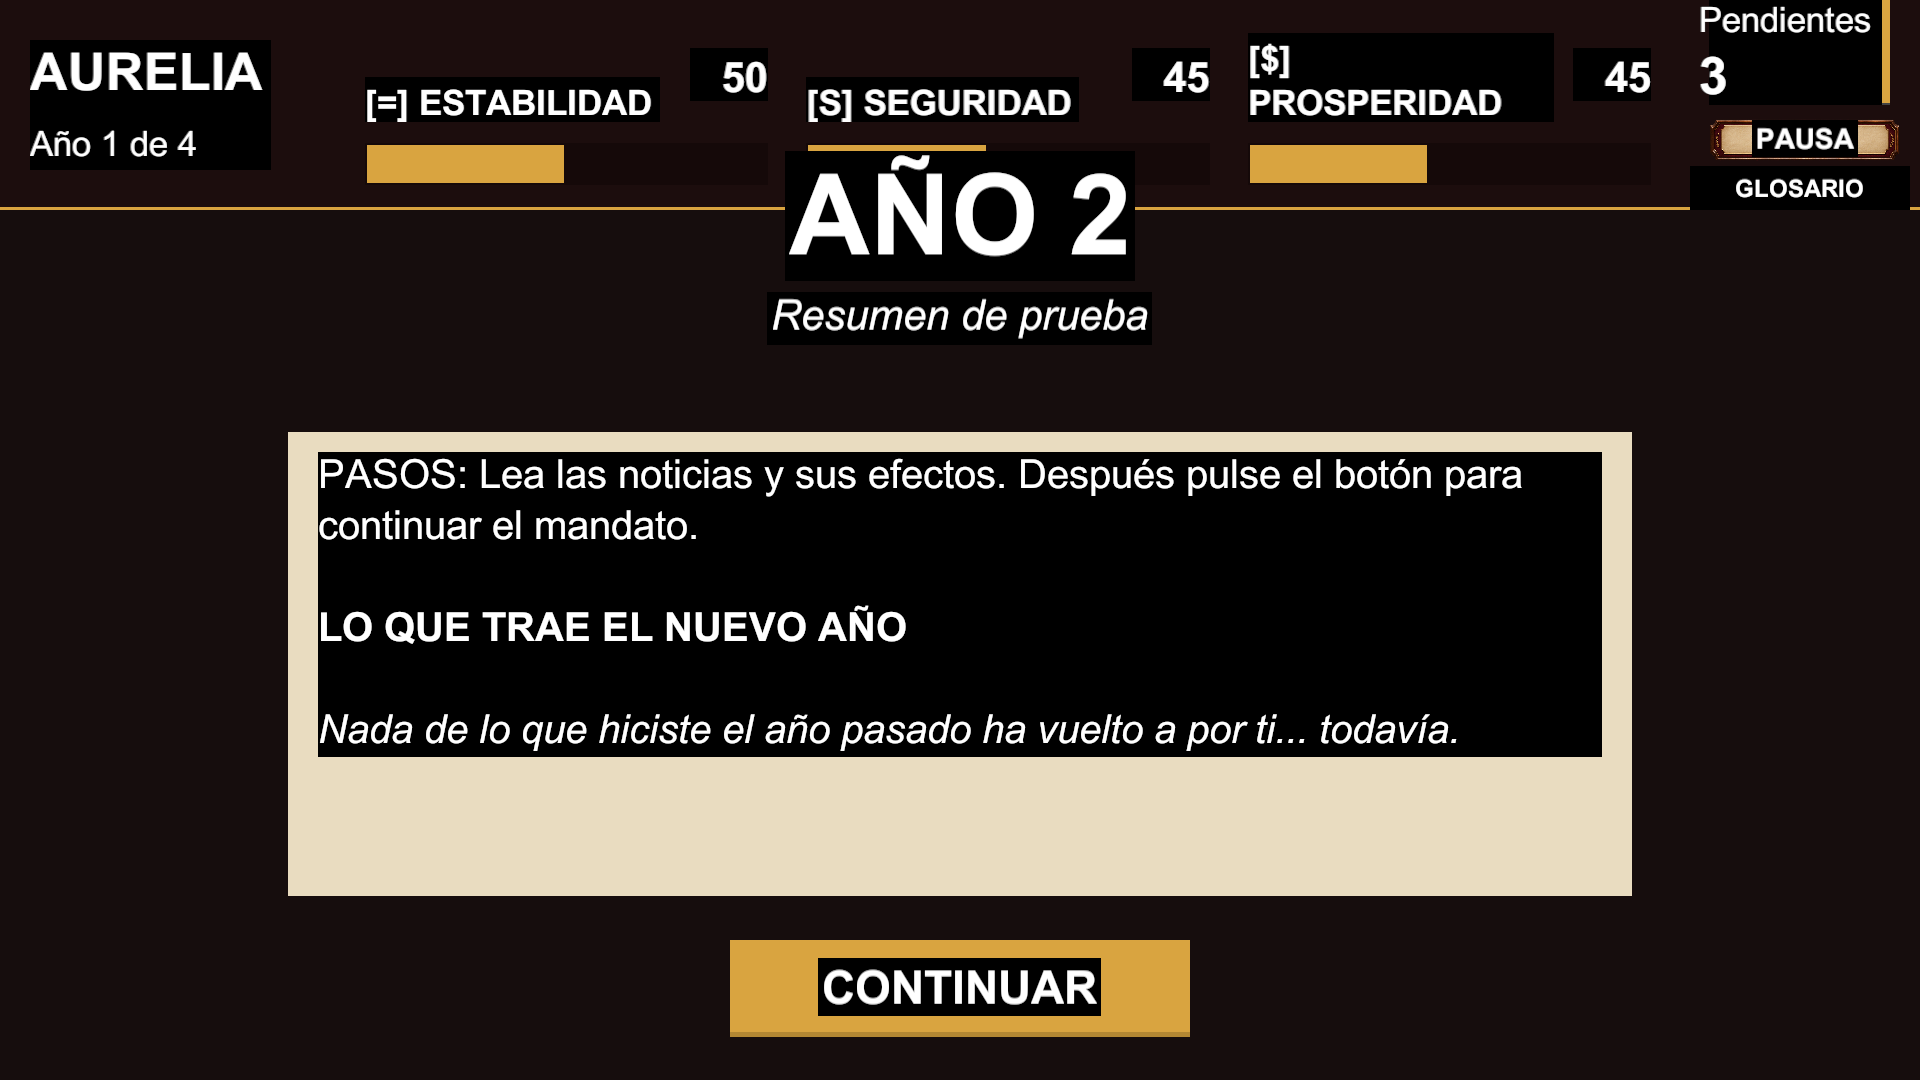 AURELIA
Año 1 de 4
[=] ESTABILIDAD
50
[S] SEGURIDAD
45
[$]
PROSPERIDAD
45
Pendientes
3
PAUSA
GLOSARIO
AÑO 2
Resumen de prueba
PASOS: Lea las noticias y sus efectos. Después pulse el botón para
continuar el mandato.
LO QUE TRAE EL NUEVO AÑO
Nada de lo que hiciste el año pasado ha vuelto a por ti... todavía.
CONTINUAR